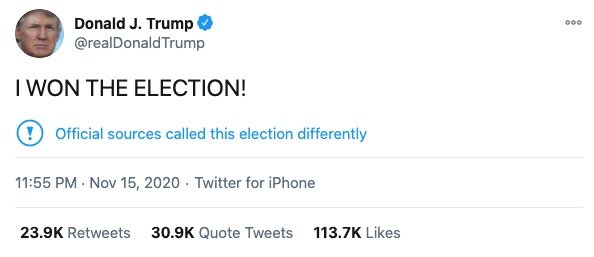 Donald J. Trump
@realDonaldTrump
I WON THE ELECTION!
Official sources called this election differently
11:55 PM · Nov 15, 2020 · Twitter for iPhone
23.9K Retweets 30.9K Quote Tweets 113.7K Likes